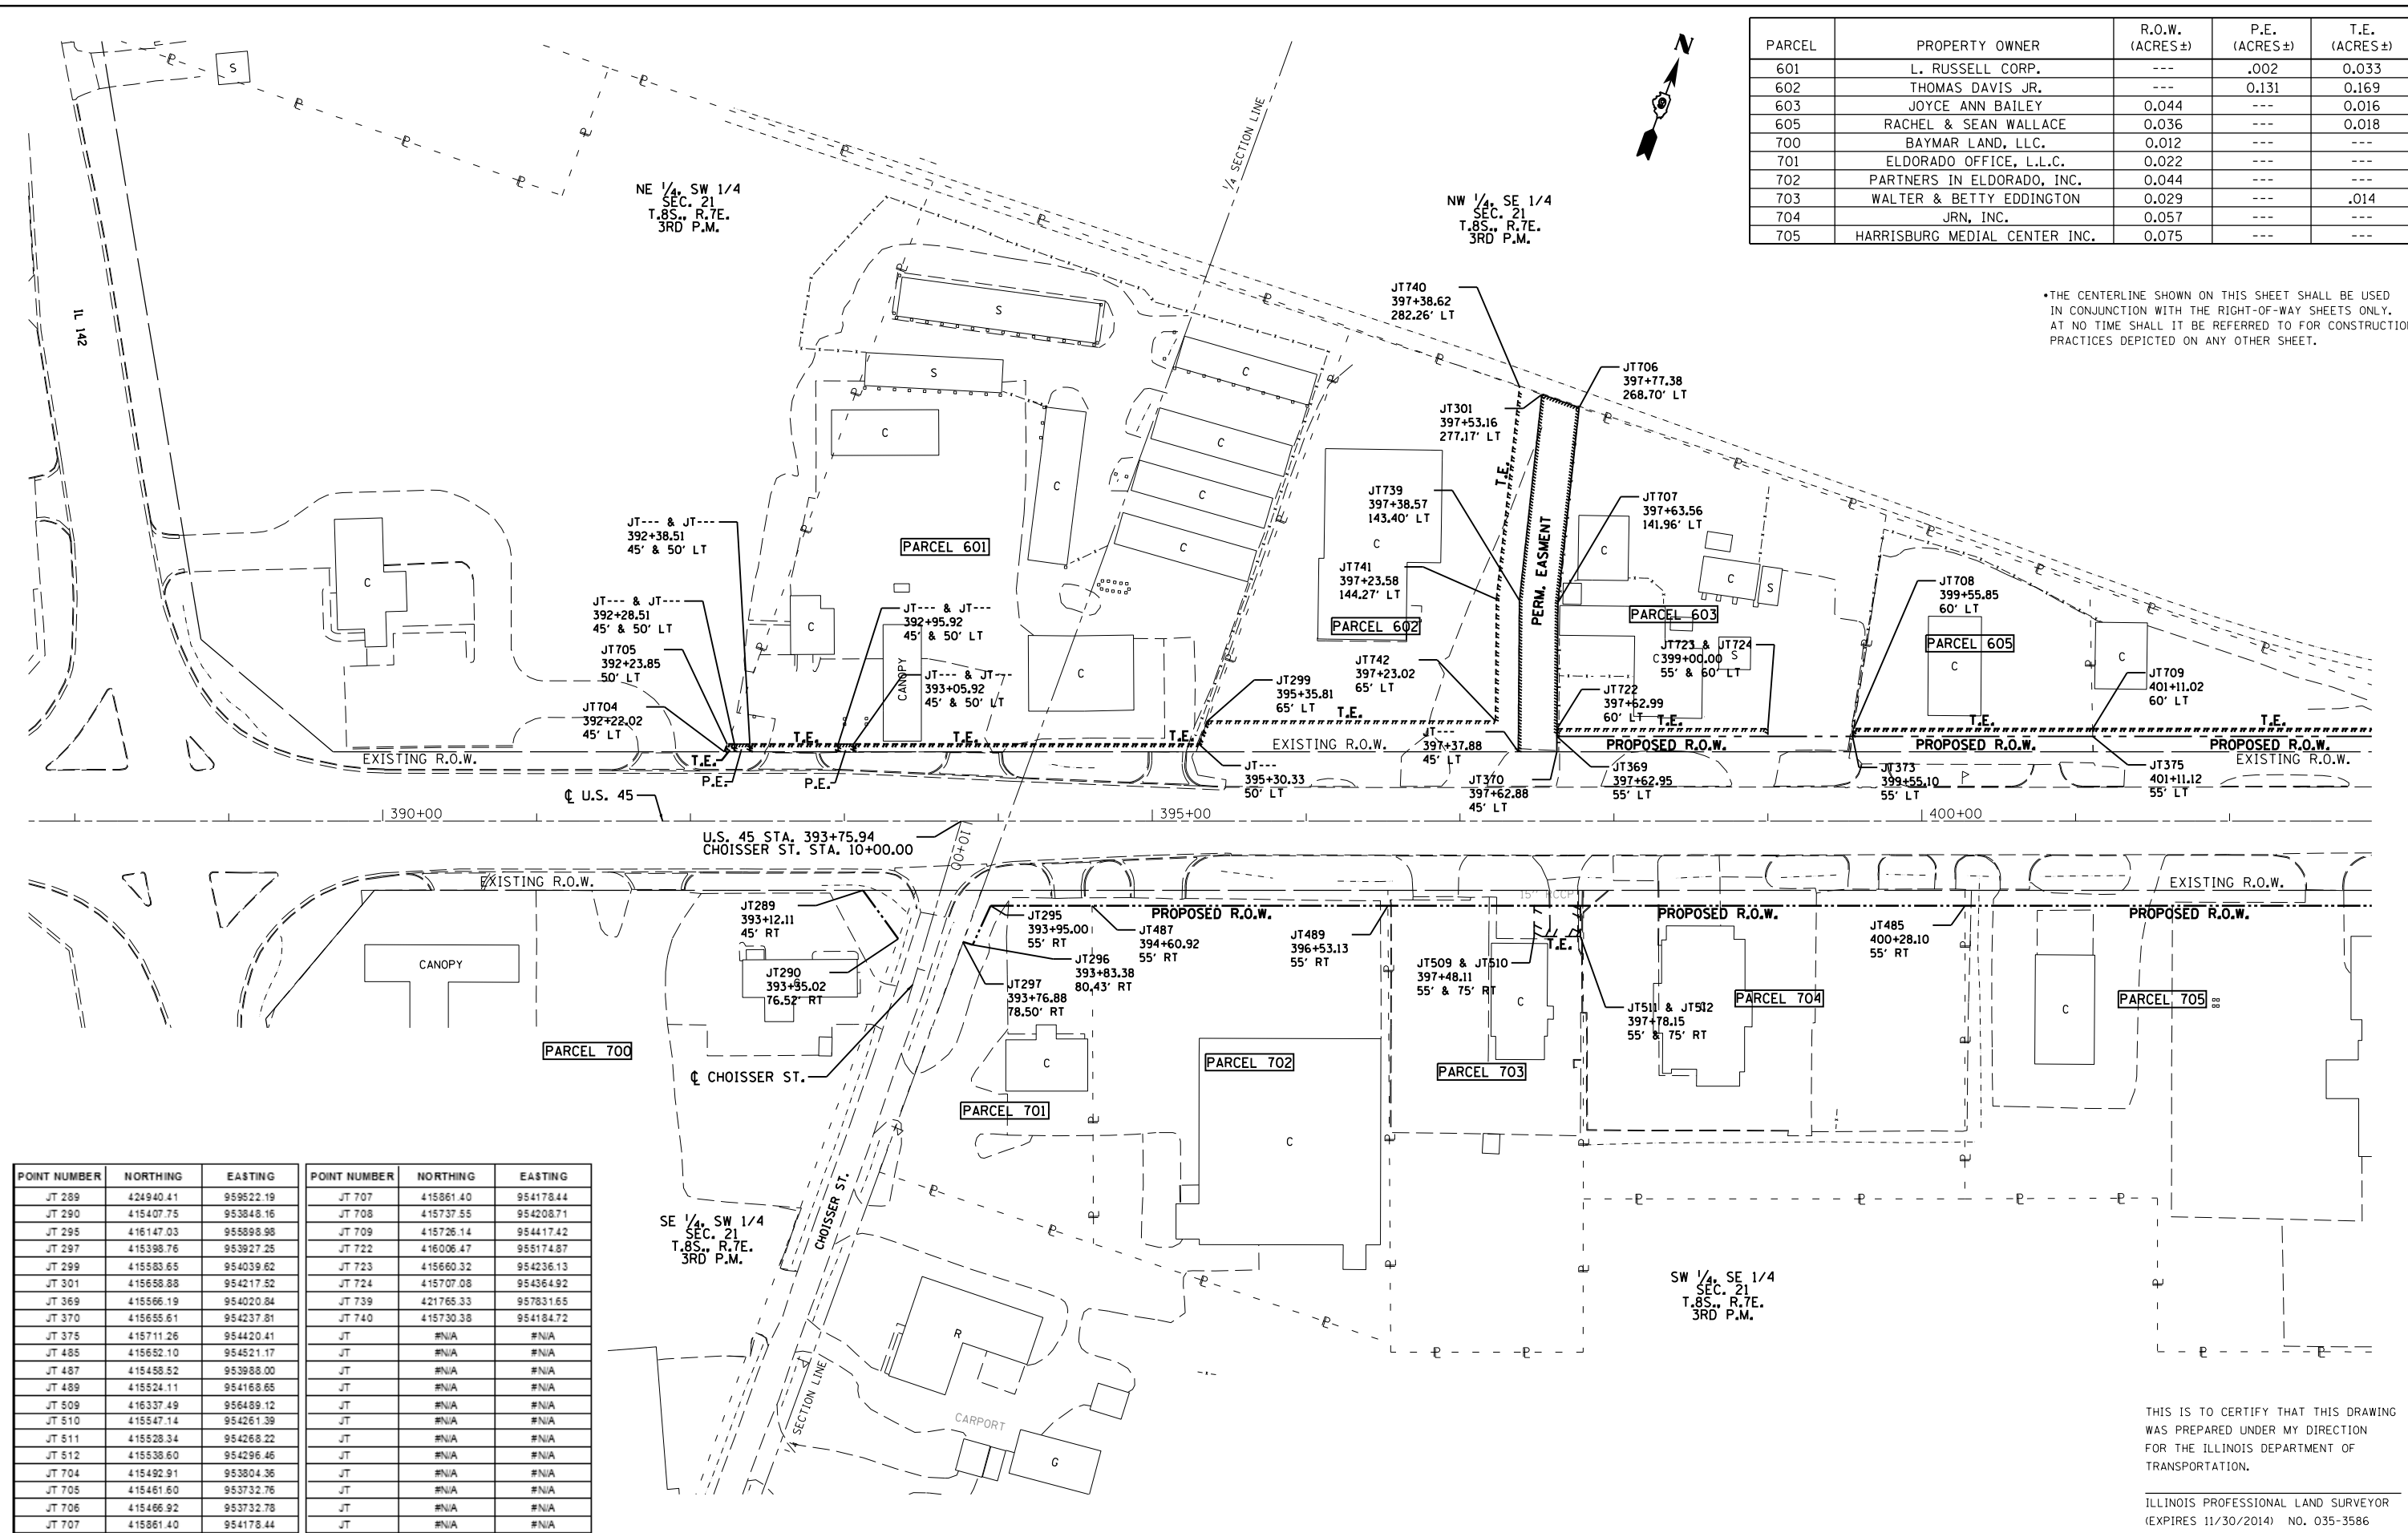 PARCEL PROPERTY OWNER R.O.W. (ACRES±) P.E. (ACRES±) T.E. (ACRES±)
601 L. RUSSELL CORP. --- .002 0.033
602 THOMAS DAVIS JR. --- 0.131 0.169
603 JOYCE ANN BAILEY 0.044 --- 0.016
605 RACHEL & SEAN WALLACE 0.036 --- 0.018
700 BAYMAR LAND, LLC. 0.012 --- ---
701 ELDORADO OFFICE, L.L.C. 0.022 --- ---
702 PARTNERS IN ELDORADO, INC. 0.044 --- ---
703 WALTER & BETTY EDDINGTON 0.029 --- .014
704 JRN, INC. 0.057 --- ---
705 HARRISBURG MEDIAL CENTER INC. 0.075 --- ---
•THE CENTERLINE SHOWN ON THIS SHEET SHALL BE USED
IN CONJUNCTION WITH THE RIGHT-OF-WAY SHEETS ONLY.
AT NO TIME SHALL IT BE REFERRED TO FOR CONSTRUCTION
PRACTICES DEPICTED ON ANY OTHER SHEET.
N
S
IL 142
NE 1/4, SW 1/4
SEC. 21
T.8S., R.7E.
3RD P.M.
1/4 SECTION LINE
NW 1/4, SE 1/4
SEC. 21
T.8S., R.7E.
3RD P.M.
S
S
C
C
C
C
C
C
C
C
C
CANOPY
C
C
C
C
S
C
S
C
C
JT740
397+38.62
282.26' LT
JT706
397+77.38
268.70' LT
JT301
397+53.16
277.17' LT
T.E.
JT739
397+38.57
143.40' LT
JT707
397+63.56
141.96' LT
PERM. EASMENT
JT741
397+23.58
144.27' LT
PARCEL 601
PARCEL 602
PARCEL 603
PARCEL 605
JT--- & JT---
392+38.51
45' & 50' LT
JT--- & JT---
392+28.51
45' & 50' LT
JT705
392+23.85
50' LT
JT704
392+22.02
45' LT
JT--- & JT---
392+95.92
45' & 50' LT
JT--- & JT---
393+05.92
45' & 50' LT
JT742
397+23.02
65' LT
JT299
395+35.81
65' LT
JT708
399+55.85
60' LT
JT723 & JT724
399+00.00
55' & 60' LT
JT722
397+62.99
60' LT
JT709
401+11.02
60' LT
T.E.
T.E.
T.E.
T.E.
T.E.
T.E.
T.E.
T.E.
P.E.
P.E.
EXISTING R.O.W.
EXISTING R.O.W.
PROPOSED R.O.W.
PROPOSED R.O.W.
PROPOSED R.O.W.
EXISTING R.O.W.
JT---
395+30.33
50' LT
JT---
397+37.88
45' LT
JT370
397+62.88
45' LT
JT369
397+62.95
55' LT
JT373
399+55.10
55' LT
JT375
401+11.12
55' LT
℄ U.S. 45
390+00
395+00
400+00
U.S. 45 STA. 393+75.94
CHOISSER ST. STA. 10+00.00
10+00
EXISTING R.O.W.
EXISTING R.O.W.
15" RCCP
PROPOSED R.O.W.
PROPOSED R.O.W.
PROPOSED R.O.W.
JT289
393+12.11
45' RT
JT290
393+35.02
76.52' RT
JT295
393+95.00
55' RT
JT296
393+83.38
80.43' RT
JT297
393+76.88
78.50' RT
JT487
394+60.92
55' RT
JT489
396+53.13
55' RT
T.E.
JT509 & JT510
397+48.11
55' & 75' RT
JT511 & JT512
397+78.15
55' & 75' RT
JT485
400+28.10
55' RT
CANOPY
C
C
C
C
PARCEL 700
PARCEL 701
PARCEL 702
PARCEL 703
PARCEL 704
PARCEL 705
℄ CHOISSER ST.
CHOISSER ST.
SE 1/4, SW 1/4
SEC. 21
T.8S., R.7E.
3RD P.M.
SW 1/4, SE 1/4
SEC. 21
T.8S., R.7E.
3RD P.M.
1/4 SECTION LINE
R
CARPORT
G
POINT NUMBER NORTHING EASTING POINT NUMBER NORTHING EASTING
JT 289 424940.41 959522.19 JT 707 415861.40 954178.44
JT 290 415407.75 953848.16 JT 708 415737.55 954208.71
JT 295 416147.03 955898.98 JT 709 415726.14 954417.42
JT 297 415398.76 953927.25 JT 722 416006.47 955174.87
JT 299 415583.65 954039.62 JT 723 415660.32 954236.13
JT 301 415658.88 954217.52 JT 724 415707.08 954364.92
JT 369 415566.19 954020.84 JT 739 421765.33 957831.65
JT 370 415655.61 954237.81 JT 740 415730.38 954184.72
JT 375 415711.26 954420.41 JT #N/A #N/A
JT 485 415652.10 954521.17 JT #N/A #N/A
JT 487 415458.52 953988.00 JT #N/A #N/A
JT 489 415524.11 954168.65 JT #N/A #N/A
JT 509 416337.49 956489.12 JT #N/A #N/A
JT 510 415547.14 954261.39 JT #N/A #N/A
JT 511 415528.34 954268.22 JT #N/A #N/A
JT 512 415538.60 954296.46 JT #N/A #N/A
JT 704 415492.91 953804.36 JT #N/A #N/A
JT 705 415461.60 953732.76 JT #N/A #N/A
JT 706 415466.92 953732.78 JT #N/A #N/A
JT 707 415861.40 954178.44 JT #N/A #N/A
THIS IS TO CERTIFY THAT THIS DRAWING
WAS PREPARED UNDER MY DIRECTION
FOR THE ILLINOIS DEPARTMENT OF
TRANSPORTATION.
ILLINOIS PROFESSIONAL LAND SURVEYOR
(EXPIRES 11/30/2014) NO. 035-3586